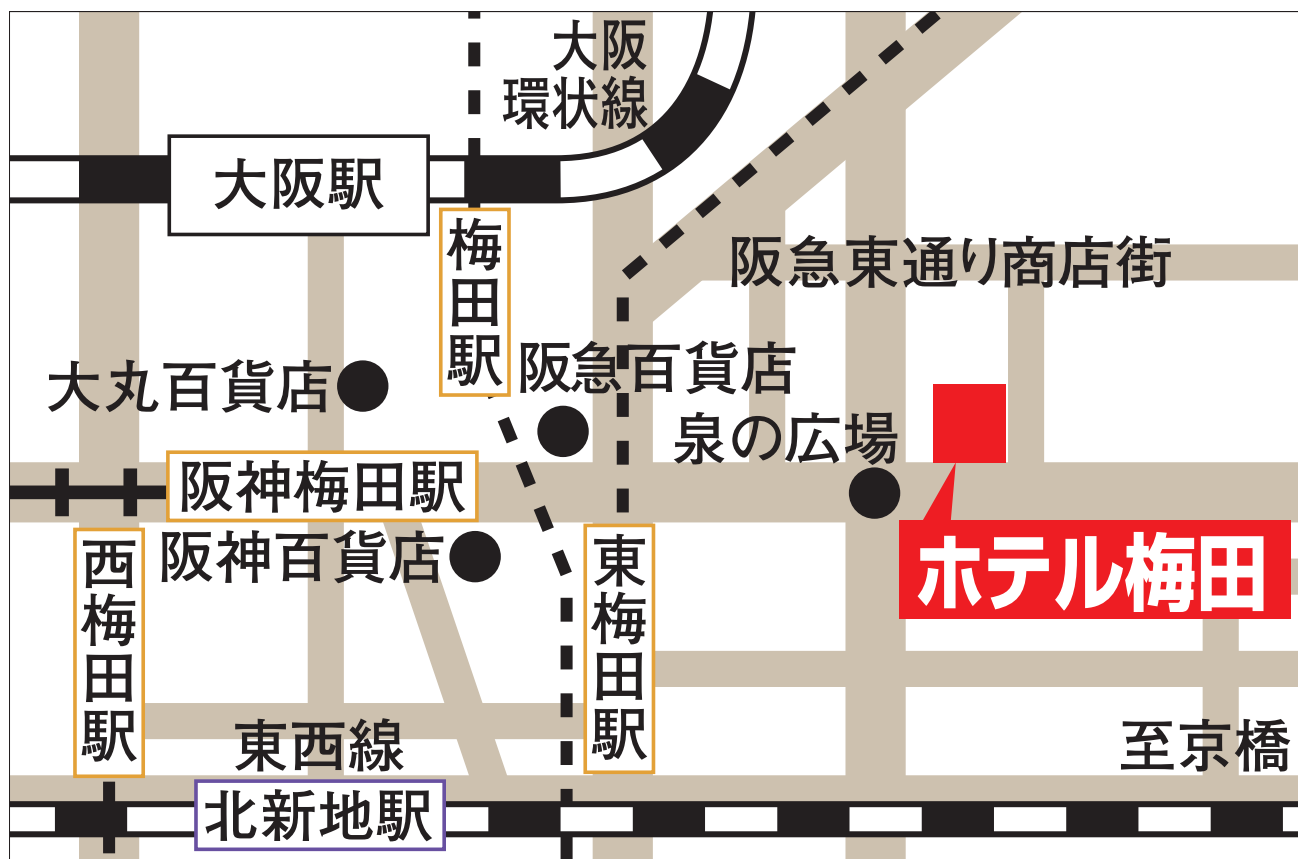 大阪
環状線
大阪駅
梅田駅
阪急東通り商店街
大丸百貨店
阪急百貨店
泉の広場
阪神梅田駅
阪神百貨店
西梅田駅
東梅田駅
ホテル梅田
東西線
至京橋
北新地駅